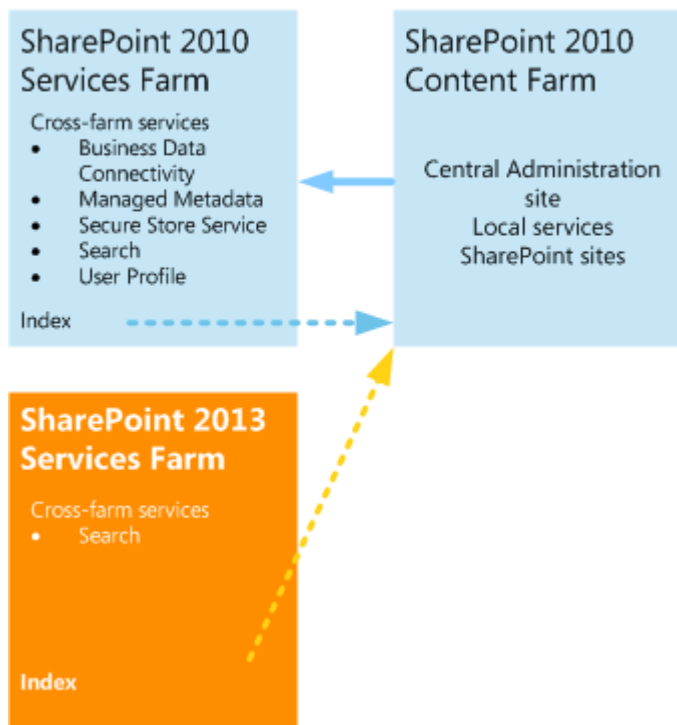 SharePoint 2010
Services Farm
Cross-farm services
• Business Data
Connectivity
• Managed Metadata
• Secure Store Service
• Search
• User Profile
Index
SharePoint 2010
Content Farm
Central Administration
site
Local services
SharePoint sites
SharePoint 2013
Services Farm
Cross-farm services
• Search
Index